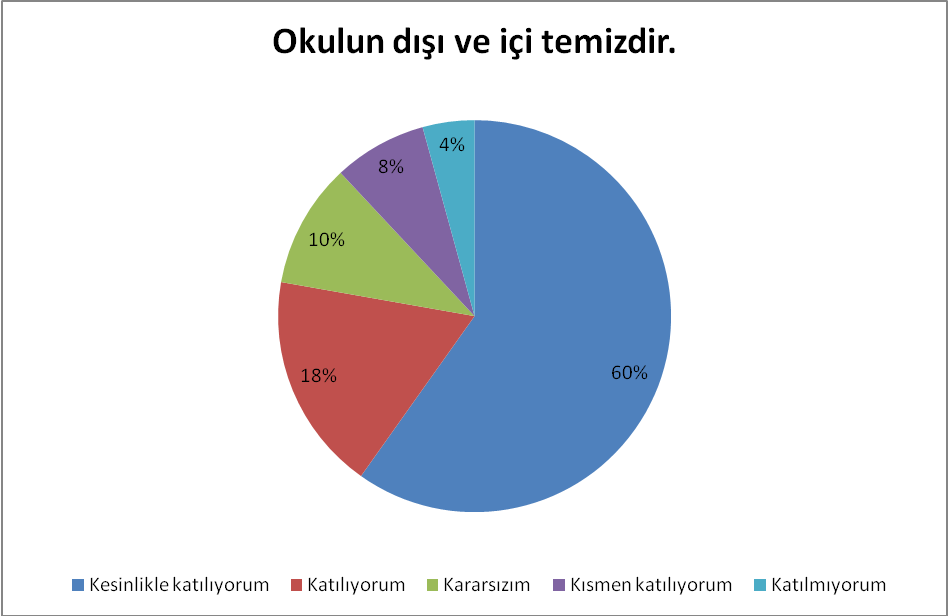 Okulun dışı ve içi temizdir.
4%
8%
10%
18%
60%
Kesinlikle katılıyorum Katılıyorum Kararsızım Kısmen katılıyorum Katılmıyorum